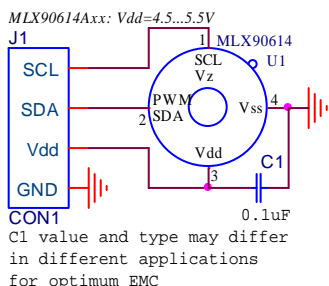 MLX90614Axx: Vdd=4.5...5.5V
J1
SCL
SDA
Vdd
GND
CON1
1
MLX90614
U1
SCL
Vz
PWM
SDA
2
Vss
4
Vdd
3
C1
0.1uF
C1 value and type may differ
in different applications
for optimum EMC